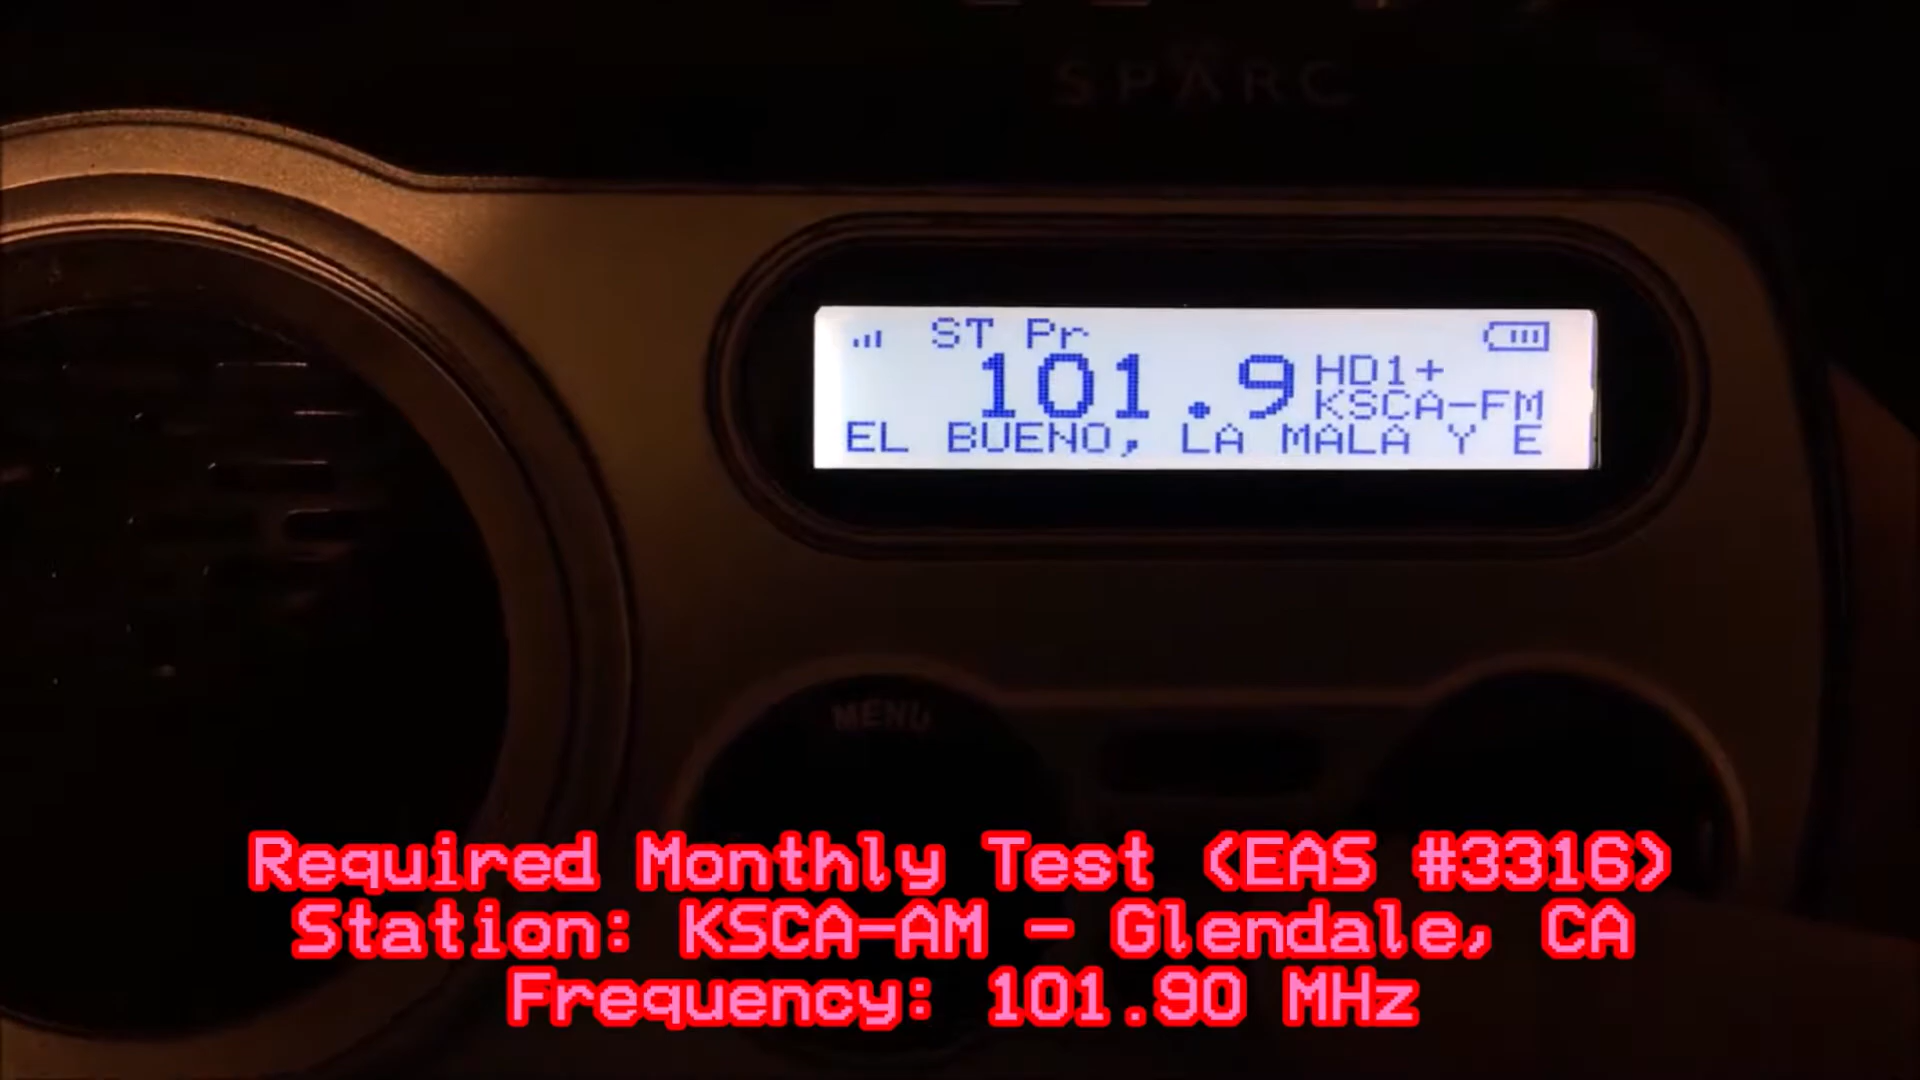 SPARC
ST Pr
101.9 HD1+
KSCA-FM
EL BUENO, LA MALA Y E
MENU
Required Monthly Test (EAS #3316)
Station: KSCA-AM - Glendale, CA
Frequency: 101.90 MHz